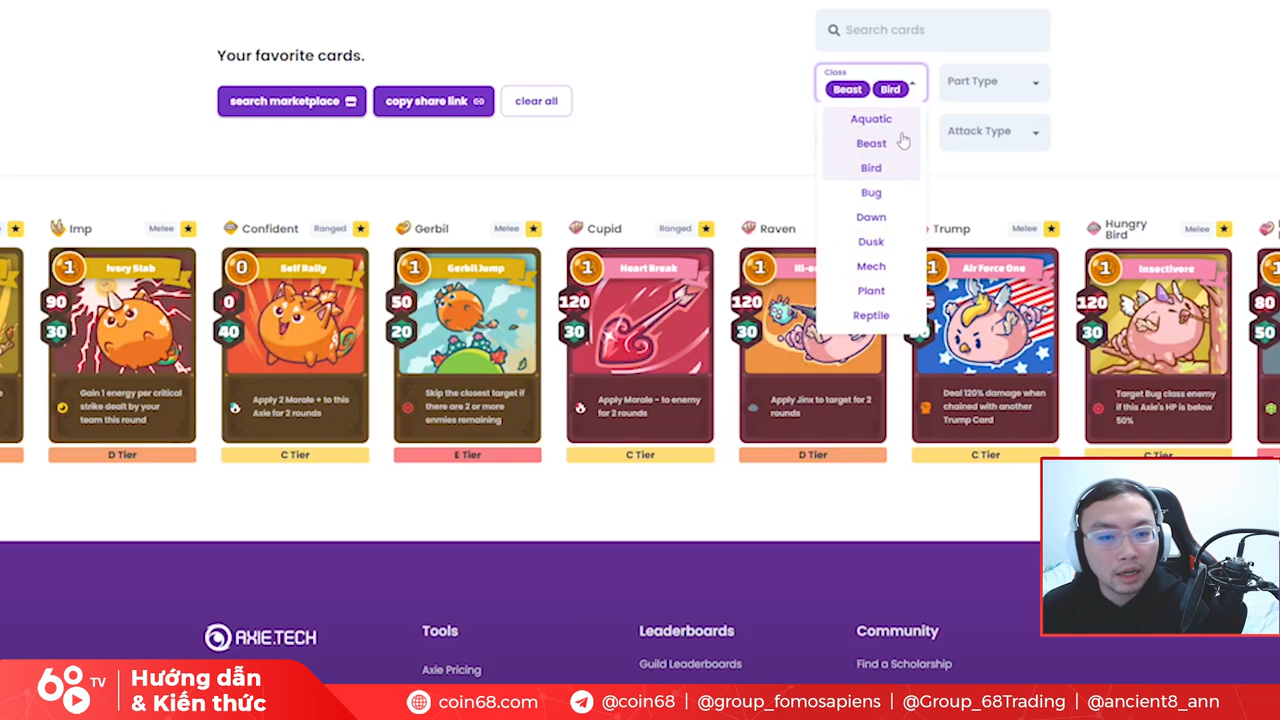 Search cards
Your favorite cards.
search marketplace
copy share link
clear all
Class
Beast
Bird
Part Type
Attack Type
Aquatic
Beast
Bird
Bug
Dawn
Dusk
Mech
Plant
Reptile
Imp
Melee
Confident
Ranged
Gerbil
Melee
Cupid
Ranged
Raven
Trump
Melee
Hungry
Bird
Melee
1
Ivory Stab
90
30
Gain 1 energy per critical
strike dealt by your
team this round
D Tier
0
Self Rally
0
40
Apply 2 Morale + to this
Axie for 2 rounds
C Tier
1
Gerbil Jump
50
20
Skip the closest target if
there are 2 or more
enemies remaining
E Tier
1
Heart Break
120
30
Apply Morale - to enemy
for 2 rounds
C Tier
1
120
30
Apply Jinx to target for 2
rounds
D Tier
1
Air Force One
Deal 120% damage when
chained with another
Trump Card
C Tier
1
Insectivore
120
30
Target Bug class enemy
if this Axie's HP is below
50%
C Tier
80
50
AXIE.TECH
Tools
Axie Pricing
Leaderboards
Guild Leaderboards
Community
Find a Scholarship
68 TV
Hướng dẫn
& Kiến thức
coin68.com
@coin68 | @group_fomosapiens | @Group_68Trading | @ancient8_ann